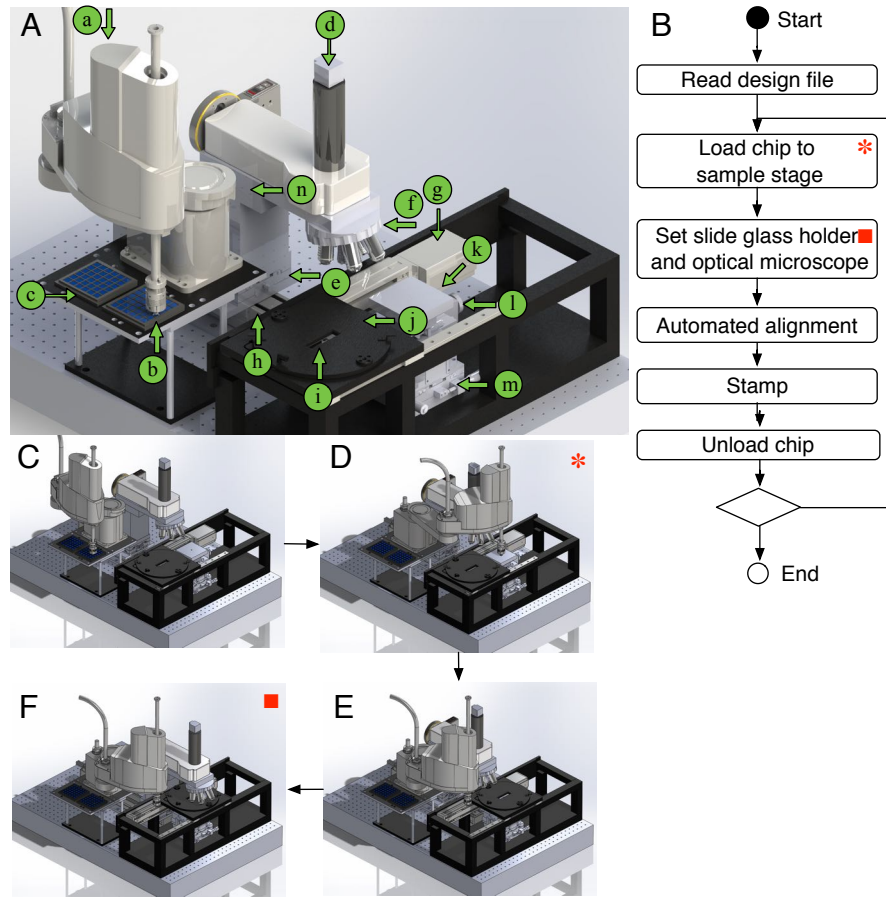 A
a
d
n
f
g
k
e
c
l
j
b
h
i
m
B
Start
Read design file
Load chip to
sample stage
*
Set slide glass holder
and optical microscope
Automated alignment
Stamp
Unload chip
End
C
D
*
F
E